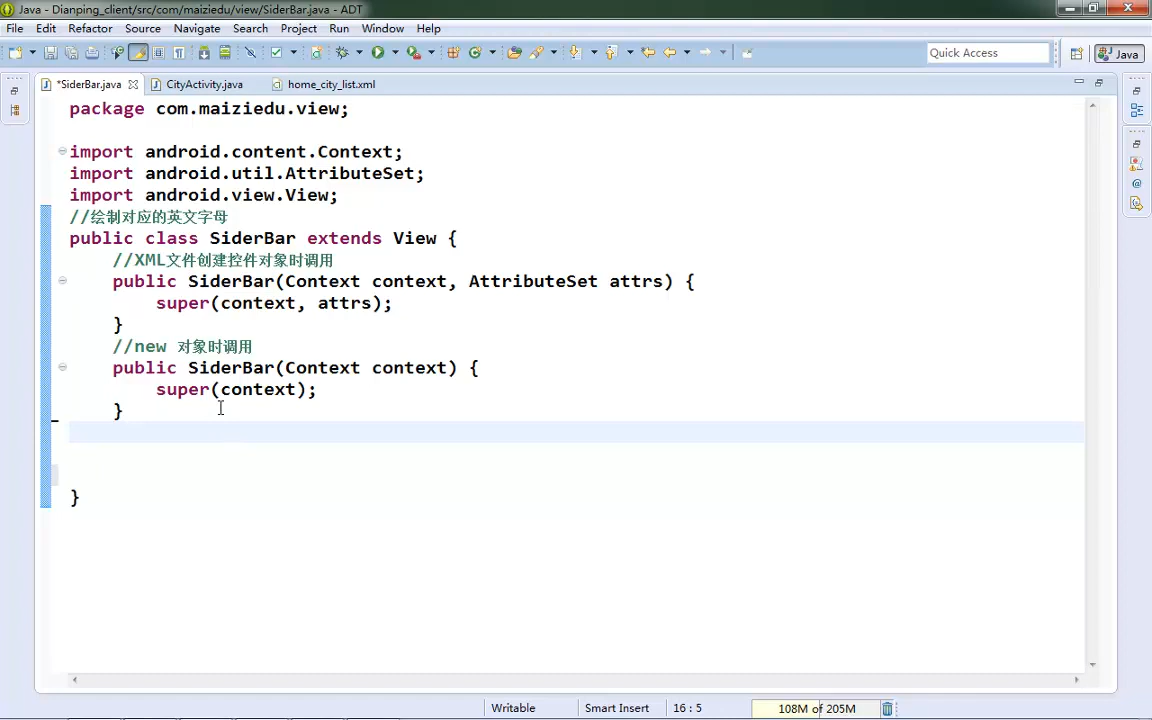 Java - Dianping_client/src/com/maiziedu/view/SiderBar.java - ADT
File Edit Refactor Source Navigate Search Project Run Window Help
Quick Access
Java
*SiderBar.java CityActivity.java home_city_list.xml
package com.maiziedu.view;
import android.content.Context;
import android.util.AttributeSet;
import android.view.View;
//绘制对应的英文字母
public class SiderBar extends View {
//XML文件创建控件对象时调用
public SiderBar(Context context, AttributeSet attrs) {
super(context, attrs);
}
//new 对象时调用
public SiderBar(Context context) {
super(context);
}
}
Writable Smart Insert 16 : 5 108M of 205M